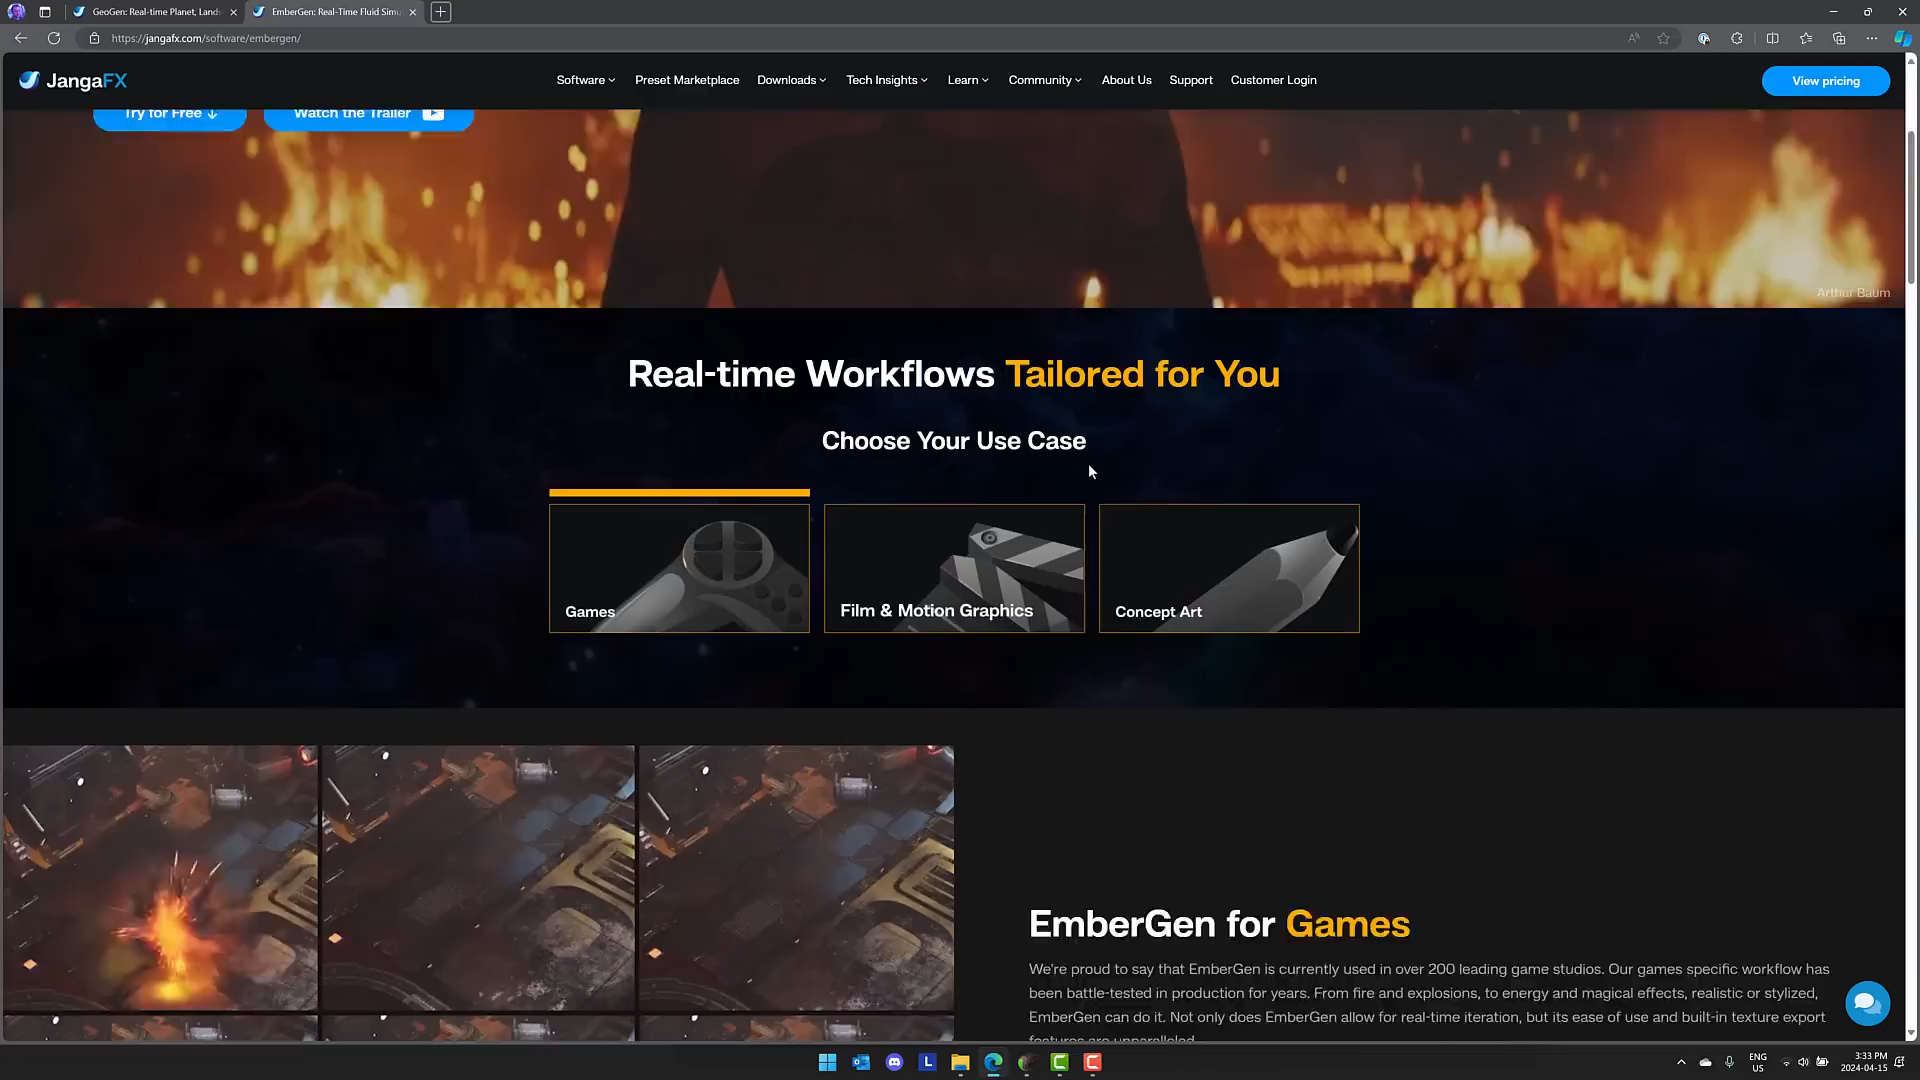 GeoGen: Real-time Planet, Lands
EmberGen: Real-Time Fluid Simu
https://jangafx.com/software/embergen/
JangaFX
Software
Preset Marketplace
Downloads
Tech Insights
Learn
Community
About Us
Support
Customer Login
View pricing
Try for Free
Watch the Trailer
Arthur Baum
Real-time Workflows Tailored for You
Choose Your Use Case
Games
Film & Motion Graphics
Concept Art
EmberGen for Games
We're proud to say that EmberGen is currently used in over 200 leading game studios. Our games specific workflow has
been battle-tested in production for years. From fire and explosions, to energy and magical effects, realistic or stylized,
EmberGen can do it. Not only does EmberGen allow for real-time iteration, but its ease of use and built-in texture export
features are unparalleled.
L
ENG
US
3:33 PM
2024-04-15